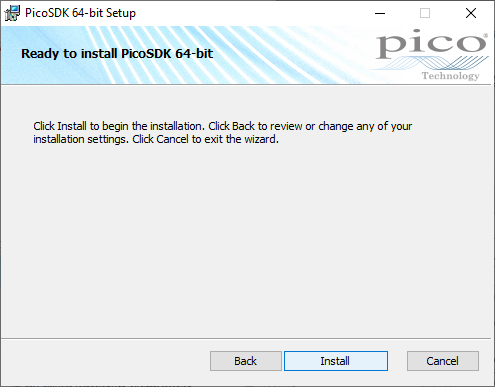 PicoSDK 64-bit Setup
Ready to install PicoSDK 64-bit
pico®
Technology
Click Install to begin the installation. Click Back to review or change any of your
installation settings. Click Cancel to exit the wizard.
Back
Install
Cancel